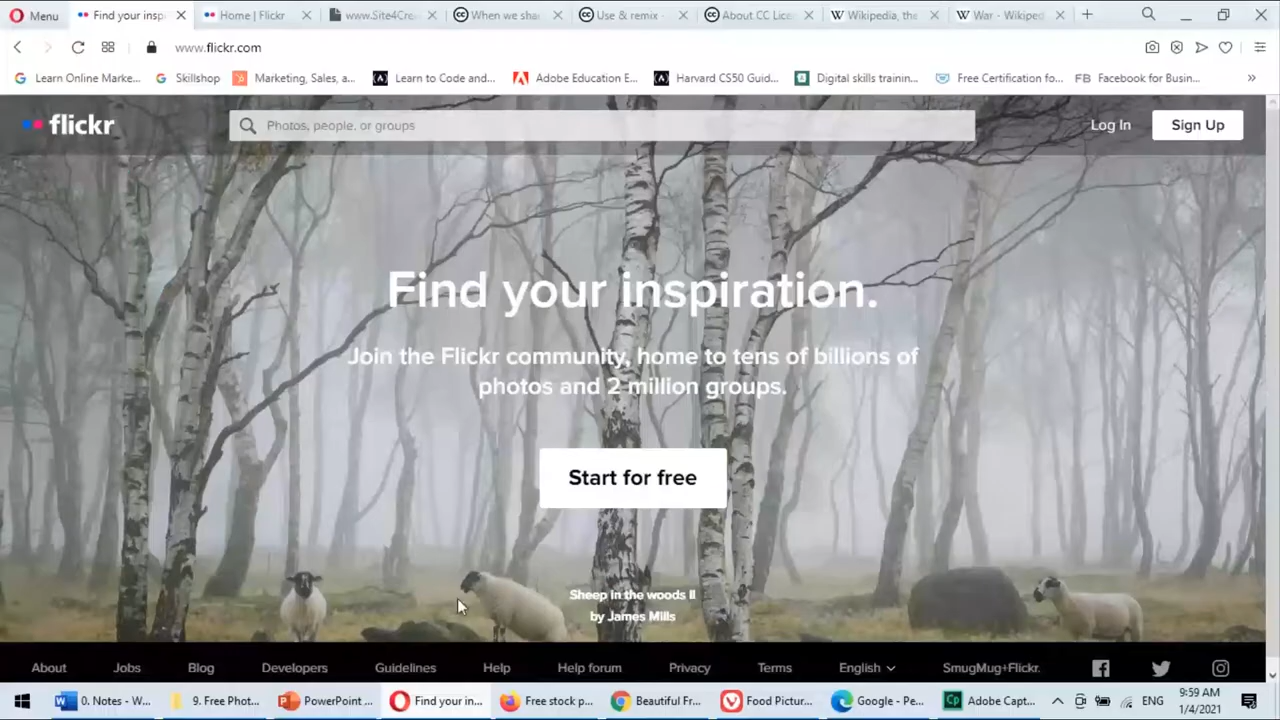 Menu
Find your insp
Home | Flickr
www.Site4Cre
When we sha
Use & remix -
About CC Lice
Wikipedia, the
War - Wikiped
www.flickr.com
Learn Online Marke...
Skillshop
Marketing, Sales, a...
Learn to Code and...
Adobe Education E...
Harvard CS50 Guid...
Digital skills trainin...
Free Certification fo...
FB Facebook for Busin...
flickr
Photos, people, or groups
Log In
Sign Up
Find your inspiration.
Join the Flickr community, home to tens of billions of
photos and 2 million groups.
Start for free
Sheep in the woods II
by James Mills
About
Jobs
Blog
Developers
Guidelines
Help
Help forum
Privacy
Terms
English
SmugMug+Flickr.
0. Notes - W...
9. Free Phot...
PowerPoint ...
Find your in...
Free stock p...
Beautiful Fr...
Food Pictur...
Google - Pe...
Adobe Capt...
ENG
9:59 AM
1/4/2021